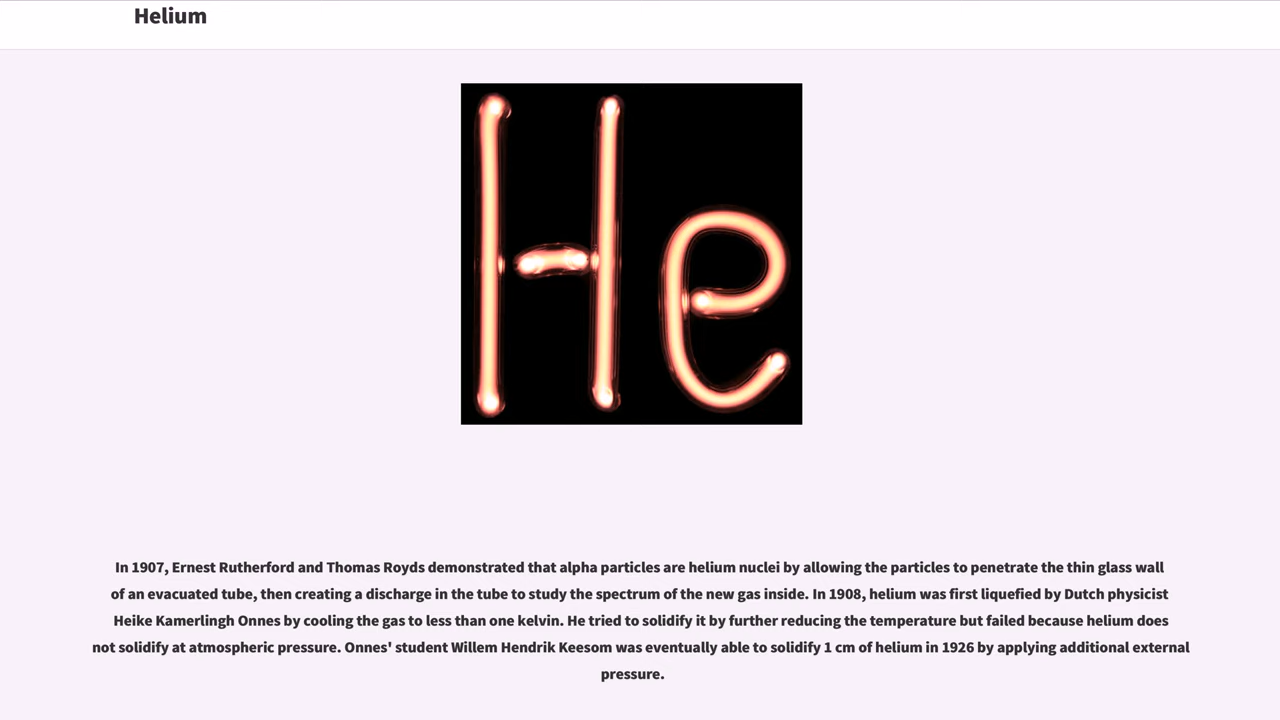 Helium
He
In 1907, Ernest Rutherford and Thomas Royds demonstrated that alpha particles are helium nuclei by allowing the particles to penetrate the thin glass wall
of an evacuated tube, then creating a discharge in the tube to study the spectrum of the new gas inside. In 1908, helium was first liquefied by Dutch physicist
Heike Kamerlingh Onnes by cooling the gas to less than one kelvin. He tried to solidify it by further reducing the temperature but failed because helium does
not solidify at atmospheric pressure. Onnes' student Willem Hendrik Keesom was eventually able to solidify 1 cm of helium in 1926 by applying additional external
pressure.